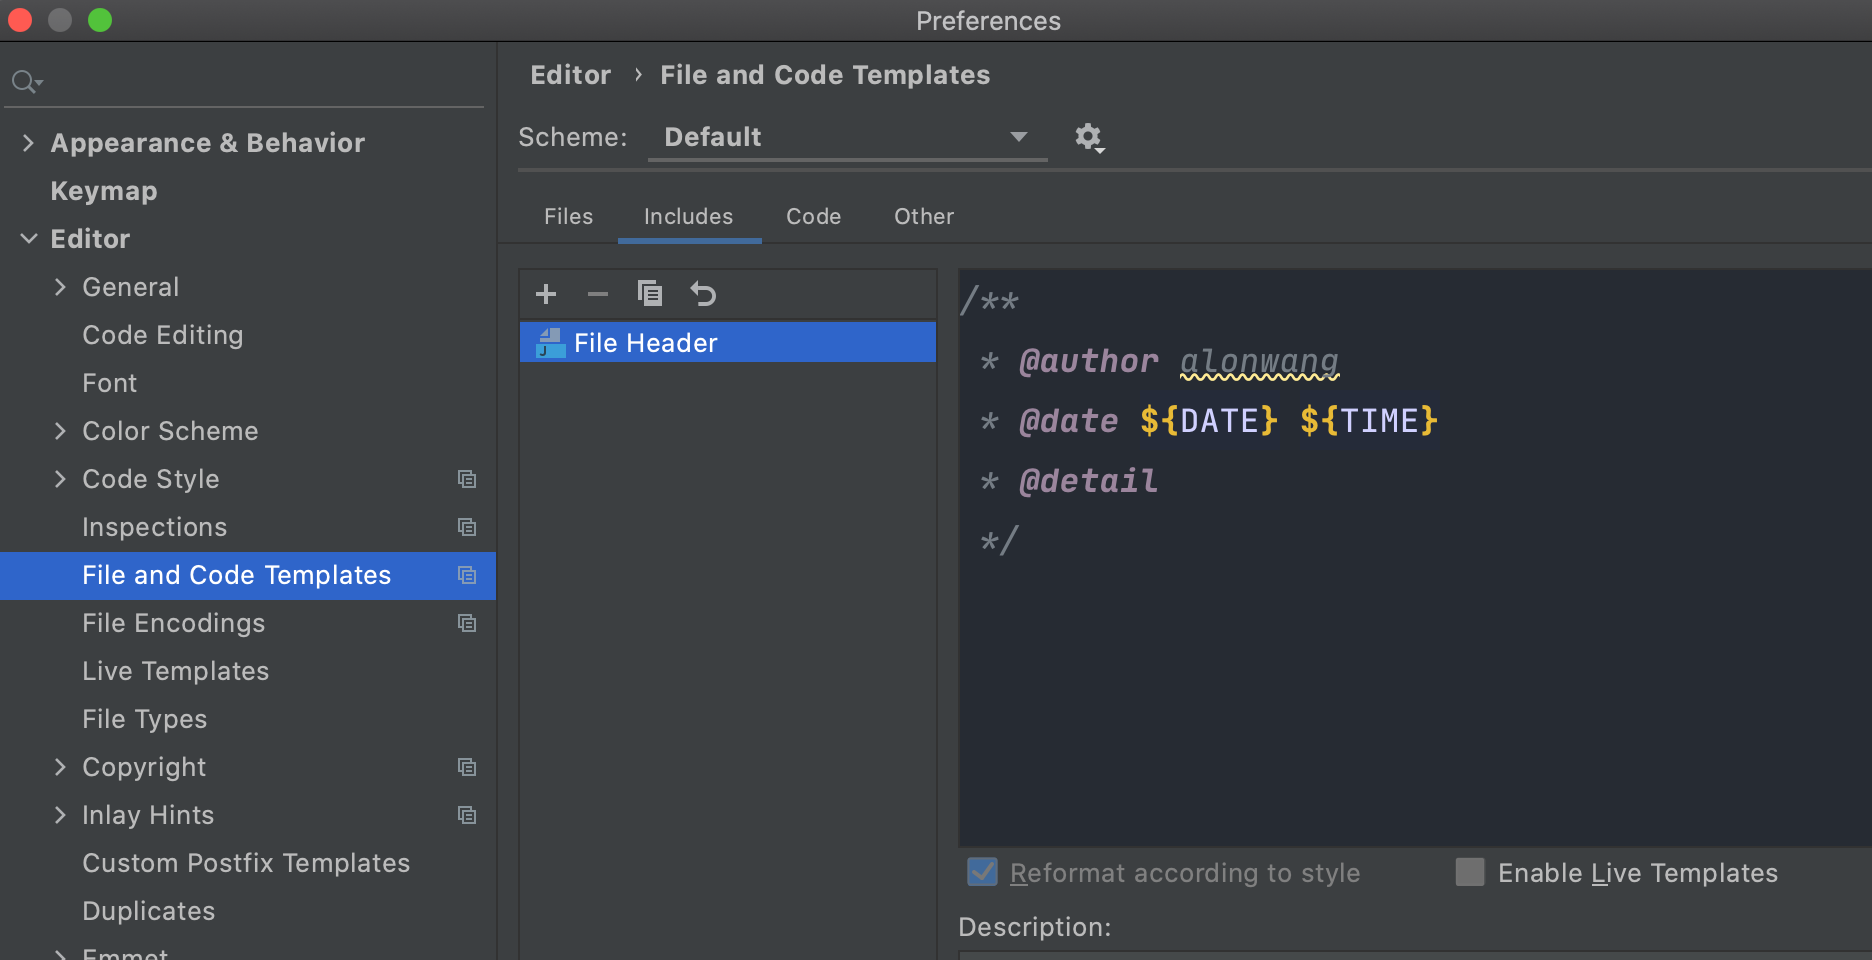 Preferences
Appearance & Behavior
Keymap
Editor
General
Code Editing
Font
Color Scheme
Code Style
Inspections
File and Code Templates
File Encodings
Live Templates
File Types
Copyright
Inlay Hints
Custom Postfix Templates
Duplicates
Emmet
Editor › File and Code Templates
Scheme: Default
Files Includes Code Other
File Header
/**
* @author alonwang
* @date ${DATE} ${TIME}
* @detail
*/
Reformat according to style Enable Live Templates
Description: